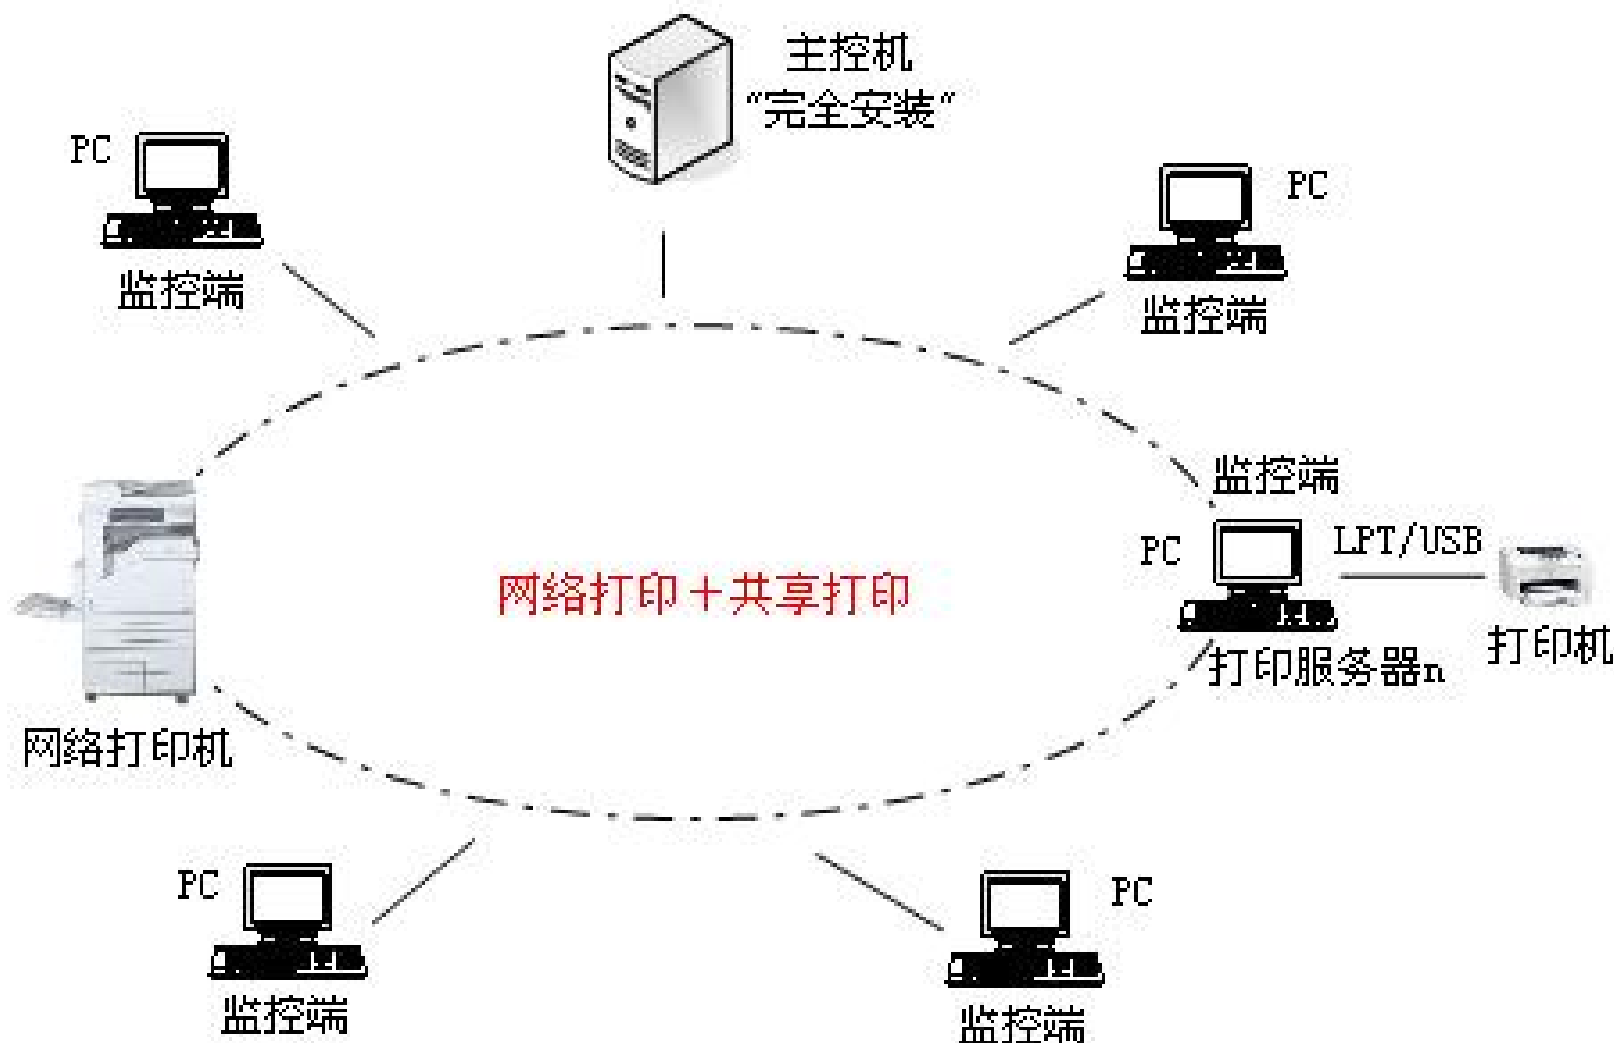 主控机
“完全安装”
PC
监控端
PC
监控端
监控端
PC
LPT/USB
打印机
打印服务器n
网络打印+共享打印
网络打印机
PC
监控端
PC
监控端